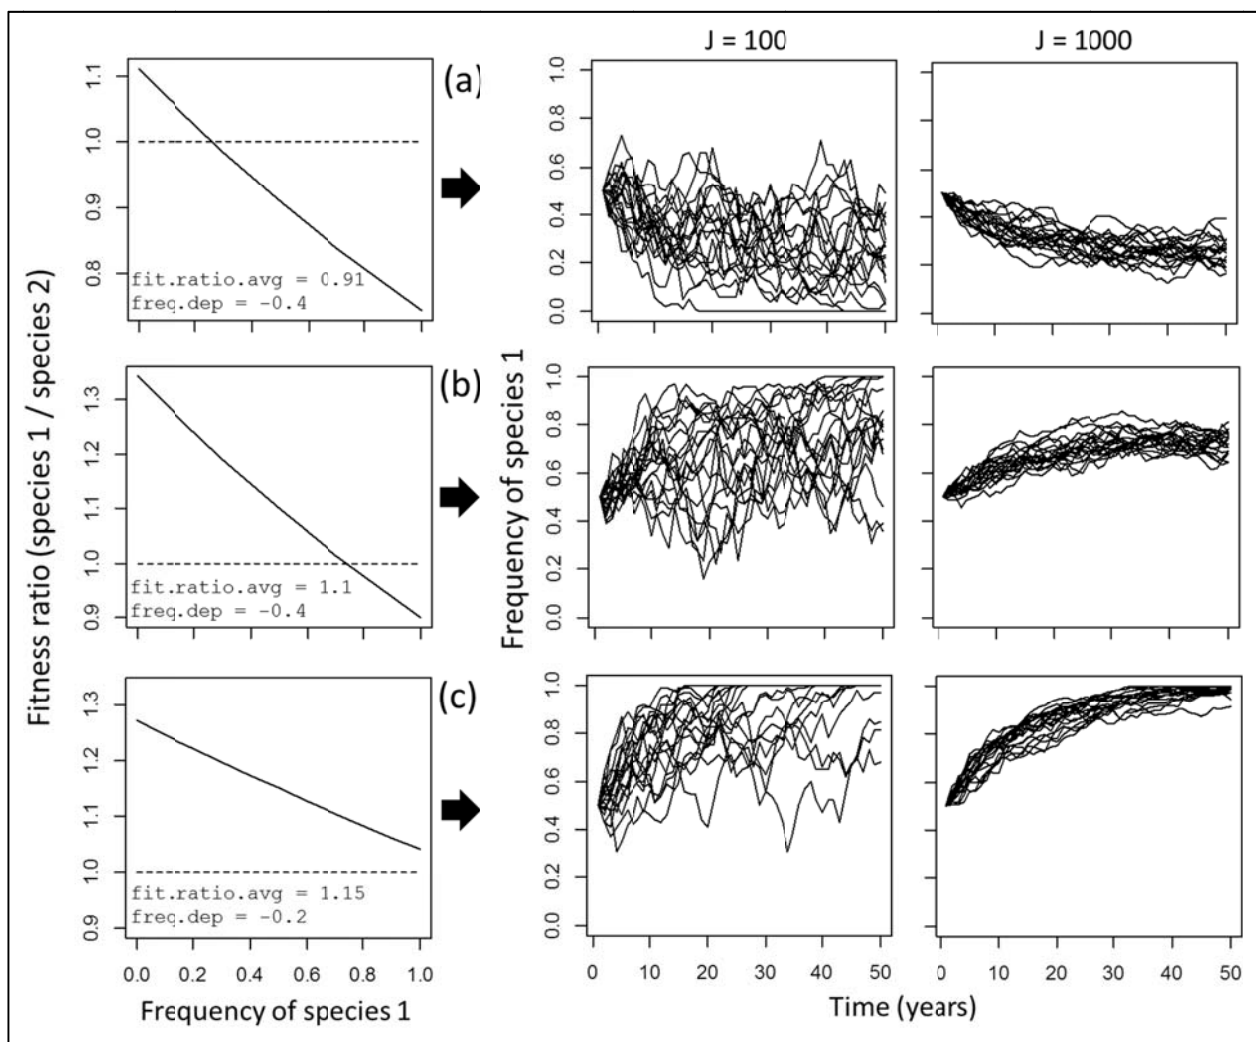 J = 100
J = 1000
(a)
1.1
1.0
0.9
0.8
fit.ratio.avg = 0.91
freq.dep = -0.4
1.0
0.8
0.6
0.4
0.2
0.0
(b)
1.3
1.2
1.1
1.0
0.9
fit.ratio.avg = 1.1
freq.dep = -0.4
1.0
0.8
0.6
0.4
0.2
0.0
(c)
1.3
1.2
1.1
1.0
0.9
fit.ratio.avg = 1.15
freq.dep = -0.2
1.0
0.8
0.6
0.4
0.2
0.0
0.0 0.2 0.4 0.6 0.8 1.0
0 10 20 30 40 50
0 10 20 30 40 50
Fitness ratio (species 1 / species 2)
Frequency of species 1
Frequency of species 1
Time (years)